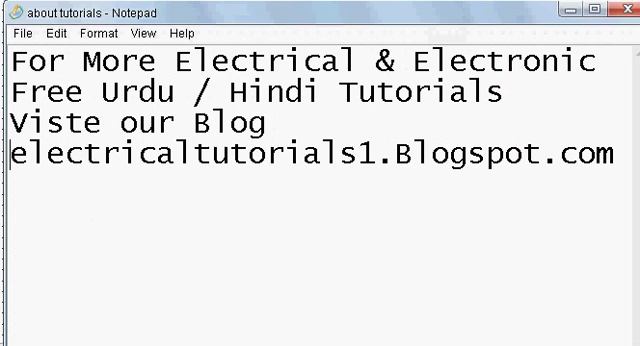 about tutorials - Notepad
File Edit Format View Help
For More Electrical & Electronic
Free Urdu / Hindi Tutorials
Viste our Blog
electricaltutorials1.Blogspot.com